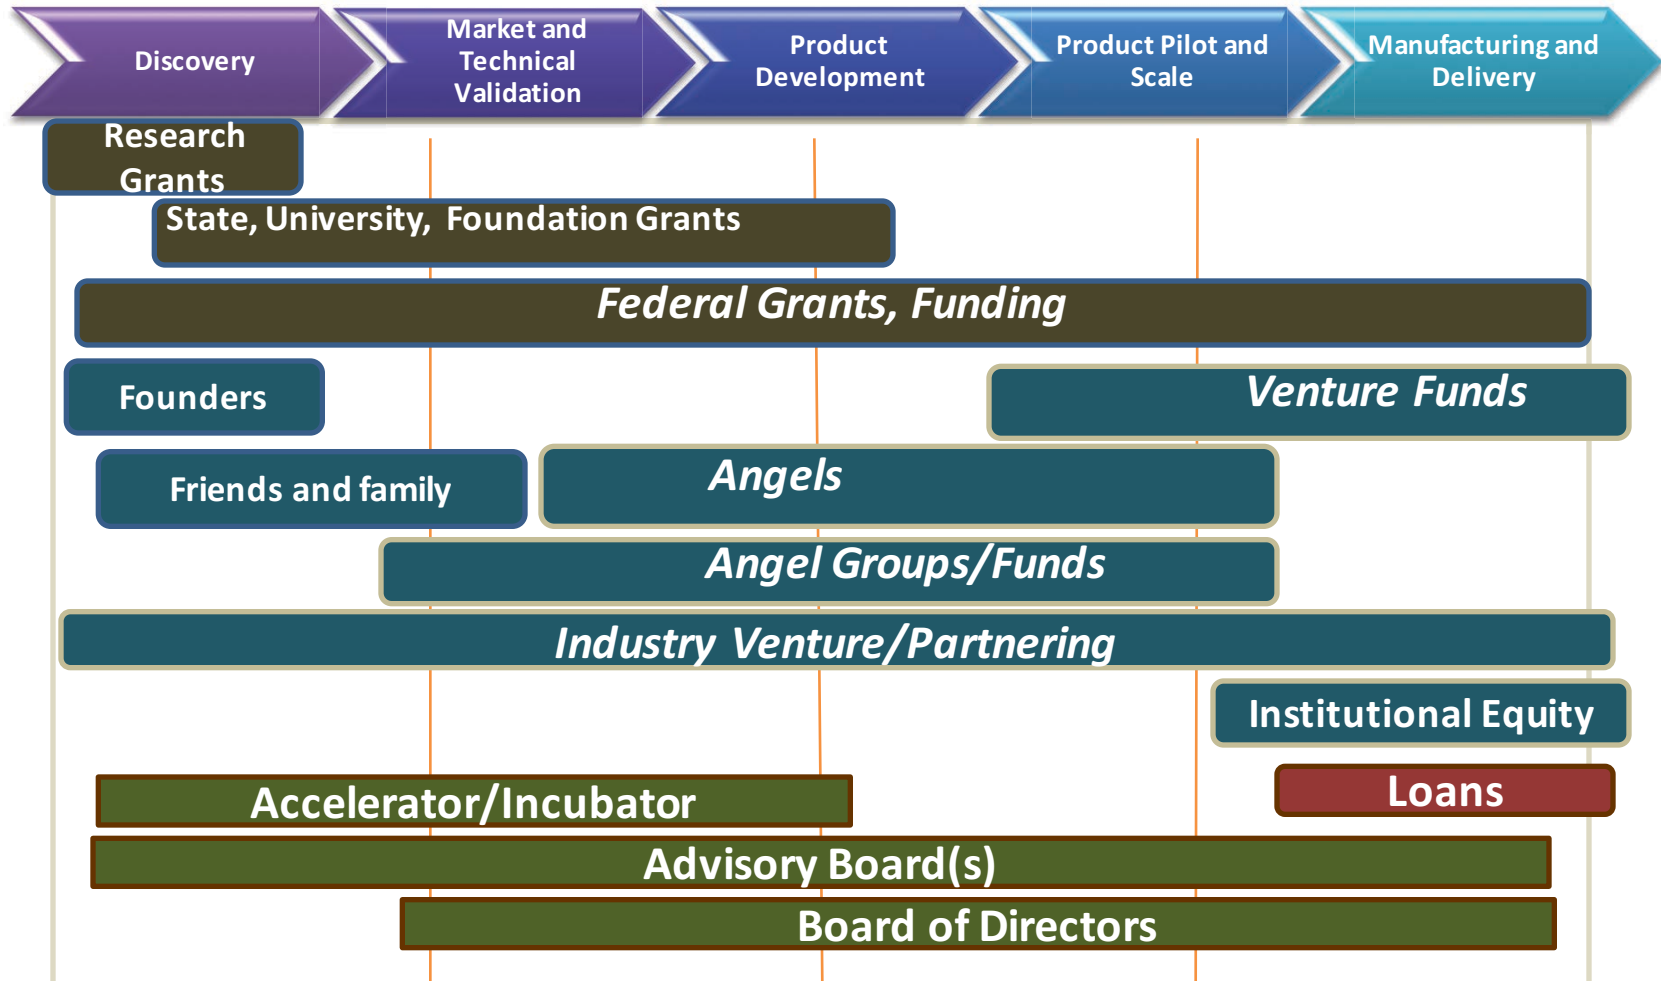 Discovery
Market and
Technical
Validation
Product
Development
Product Pilot and
Scale
Manufacturing and
Delivery
Research
Grants
State, University, Foundation Grants
Federal Grants, Funding
Founders
Venture Funds
Friends and family
Angels
Angel Groups/Funds
Industry Venture/Partnering
Institutional Equity
Loans
Accelerator/Incubator
Advisory Board(s)
Board of Directors